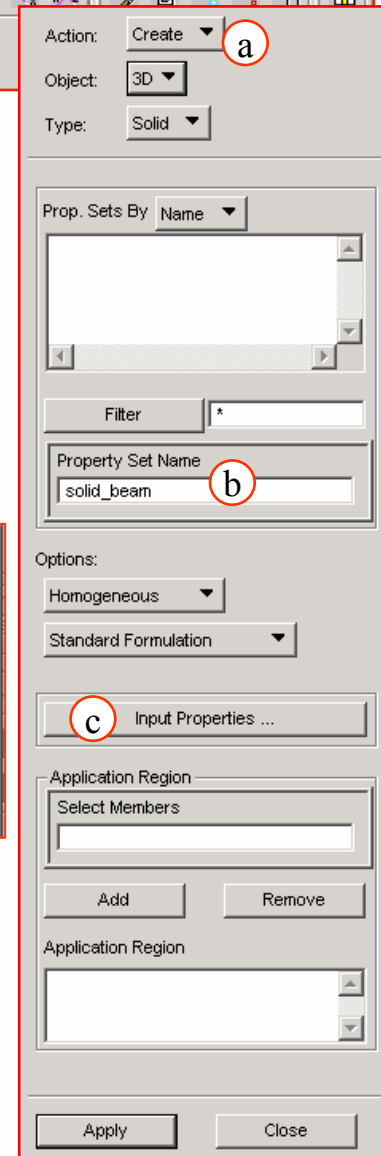 Action: Create a
Object: 3D
Type: Solid
Prop. Sets By Name
Filter *
Property Set Name
solid_beam b
Options:
Homogeneous
Standard Formulation
c Input Properties ...
Application Region
Select Members
Add Remove
Application Region
Apply Close